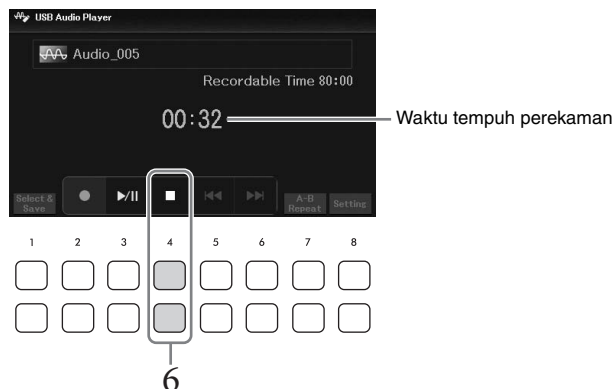 USB Audio Player
Audio_005
Recordable Time 80:00
00:32
Waktu tempuh perekaman
Select & Save
A-B Repeat
Setting
1 2 3 4 5 6 7 8
6